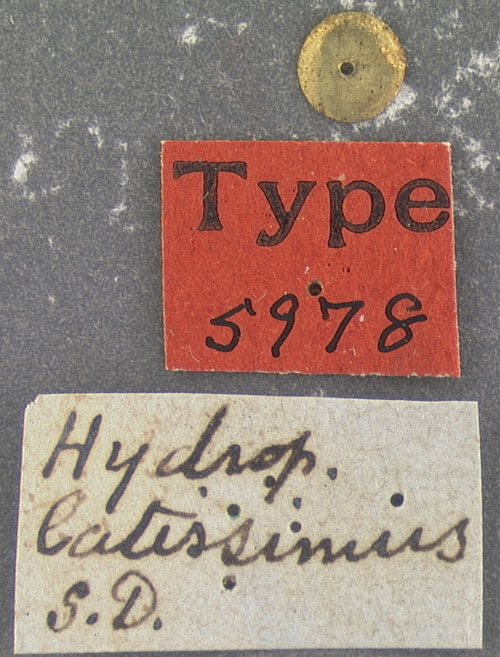 Type
5978
Hydrop.
latissimus
S.D.